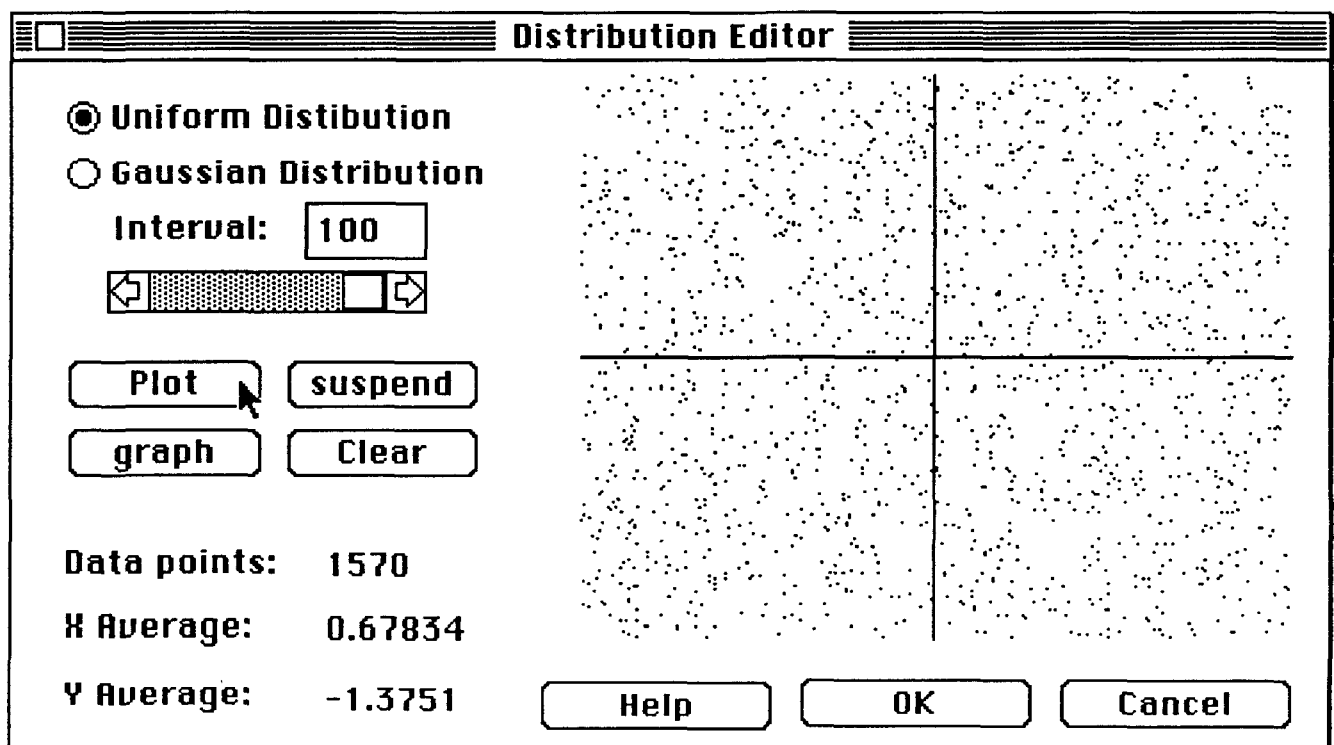 Distribution Editor
Uniform Distibution
Gaussian Distribution
Interval: 100
Plot suspend
graph Clear
Data points: 1570
X Average: 0.67834
Y Average: -1.3751
Help OK Cancel